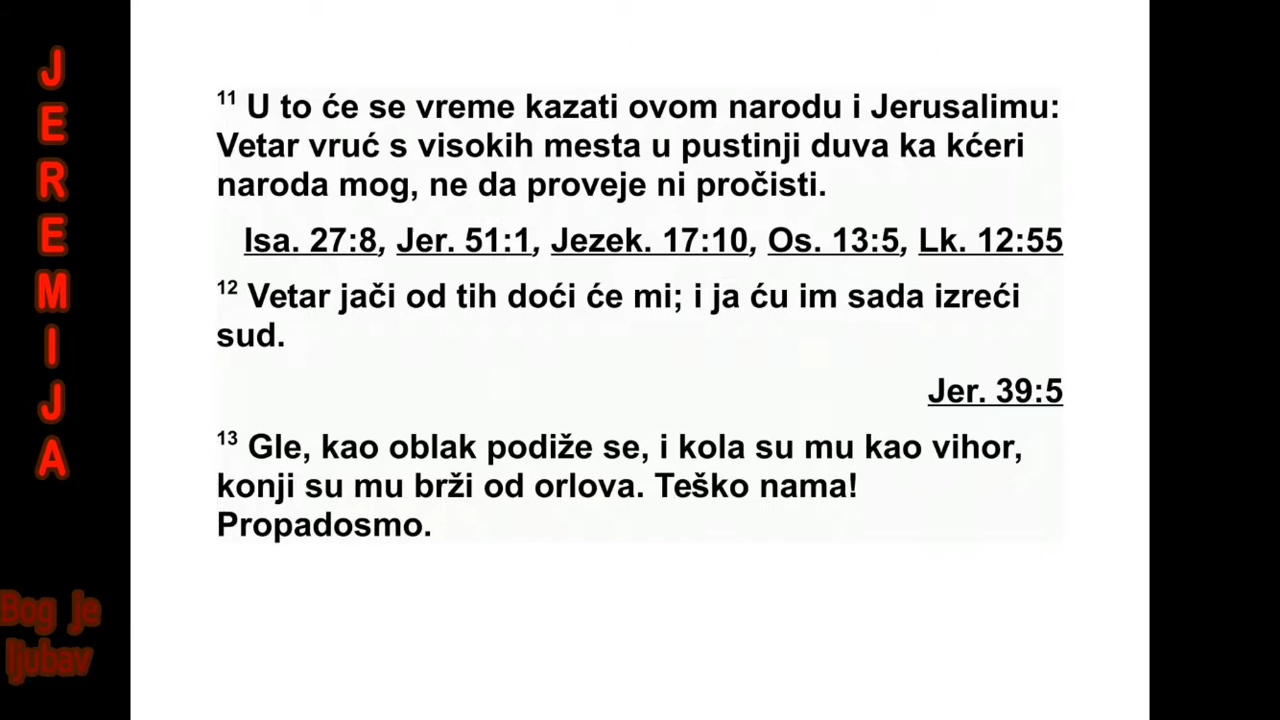 JEREMIJA
11 U to će se vreme kazati ovom narodu i Jerusalimu:
Vetar vruć s visokih mesta u pustinji duva ka kćeri
naroda mog, ne da proveje ni pročisti.
Isa. 27:8, Jer. 51:1, Jezek. 17:10, Os. 13:5, Lk. 12:55
12 Vetar jači od tih doći će mi; i ja ću im sada izreći
sud.
Jer. 39:5
13 Gle, kao oblak podiže se, i kola su mu kao vihor,
konji su mu brži od orlova. Teško nama!
Propadosmo.
Bog je
ljubav